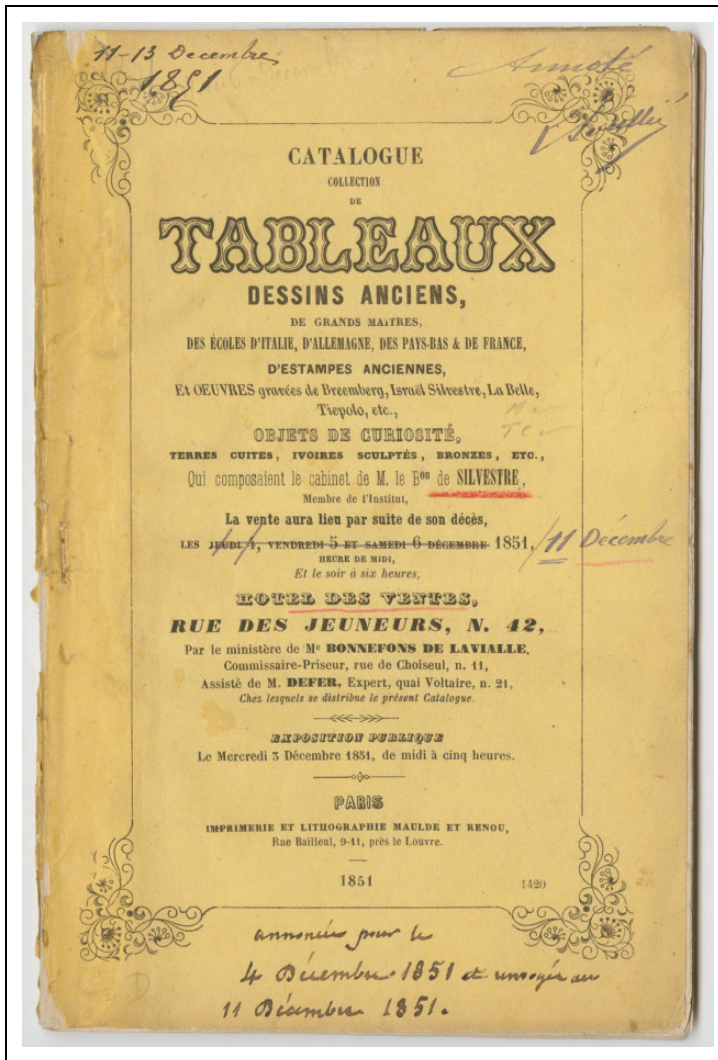 11-13 Decembre
1851
Annoté
CATALOGUE
COLLECTION
DE
TABLEAUX
DESSINS ANCIENS,
DE GRANDS MAITRES,
DES ÉCOLES D'ITALIE, D'ALLEMAGNE, DES PAYS-BAS & DE FRANCE,
D'ESTAMPES ANCIENNES,
Et OEUVRES gravées de Breemberg, Israël Silvestre, La Belle,
Tiepolo, etc.,
OBJETS DE CURIOSITÉ,
TERRES CUITES, IVOIRES SCULPTÉS, BRONZES, ETC.,
Qui composaient le cabinet de M. le Bon de SILVESTRE,
Membre de l'Institut,
La vente aura lieu par suite de son décès,
LES JEUDI 4, VENDREDI 5 ET SAMEDI 6 DÉCEMBRE 1851, / 11 Décembre
HEURE DE MIDI,
Et le soir à six heures,
HOTEL DES VENTES,
RUE DES JEUNEURS, N. 42,
Par le ministère de Me BONNEFONS DE LAVIALLE,
Commissaire-Priseur, rue de Choiseul, n. 11,
Assisté de M. DEFER, Expert, quai Voltaire, n. 21,
Chez lesquels se distribue le présent Catalogue.
EXPOSITION PUBLIQUE
Le Mercredi 3 Décembre 1851, de midi à cinq heures.
PARIS
IMPRIMERIE ET LITHOGRAPHIE MAULDE ET RENOU,
Rue Bailleul, 9-11, près le Louvre.
1851
1420
annoncée pour le
4 Décembre 1851 et renvoyée au
11 Décembre 1851.
D